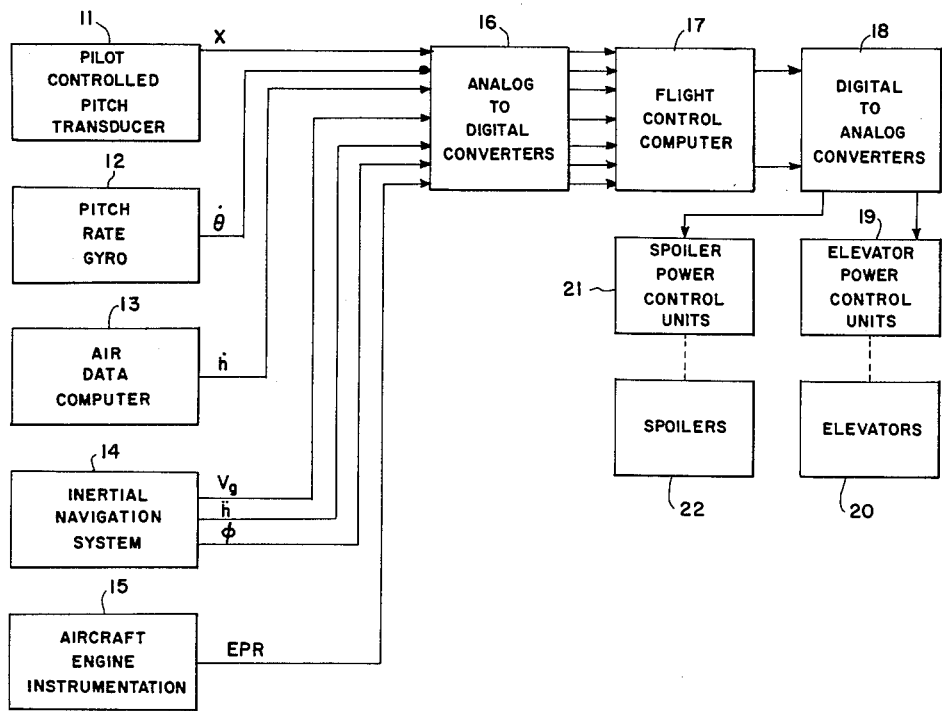 11
PILOT
CONTROLLED
PITCH
TRANSDUCER
X
12
PITCH
RATE
GYRO
θ̇
13
AIR
DATA
COMPUTER
ḣ
14
INERTIAL
NAVIGATION
SYSTEM
Vg
ḧ
ϕ
15
AIRCRAFT
ENGINE
INSTRUMENTATION
EPR
16
ANALOG
TO
DIGITAL
CONVERTERS
17
FLIGHT
CONTROL
COMPUTER
18
DIGITAL
TO
ANALOG
CONVERTERS
21
SPOILER
POWER
CONTROL
UNITS
19
ELEVATOR
POWER
CONTROL
UNITS
SPOILERS
22
ELEVATORS
20